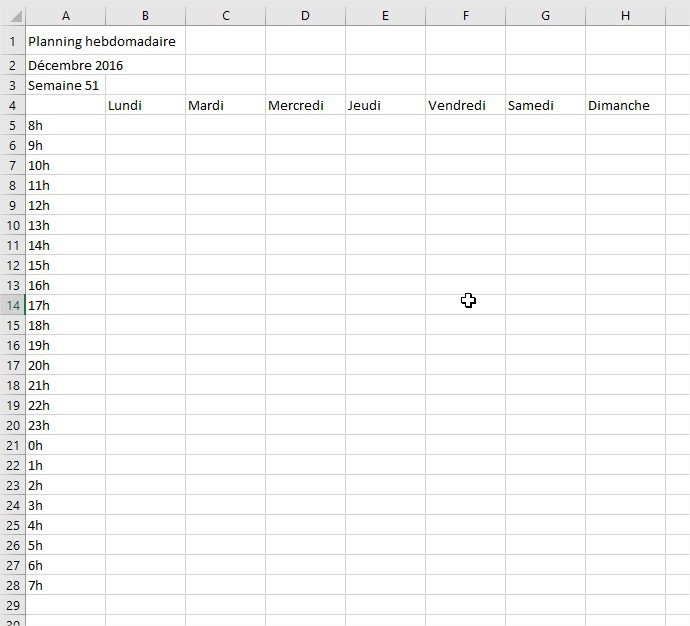 A B C D E F G H
1 Planning hebdomadaire
2 Décembre 2016
3 Semaine 51
4 Lundi Mardi Mercredi Jeudi Vendredi Samedi Dimanche
5 8h
6 9h
7 10h
8 11h
9 12h
10 13h
11 14h
12 15h
13 16h
14 17h
15 18h
16 19h
17 20h
18 21h
19 22h
20 23h
21 0h
22 1h
23 2h
24 3h
25 4h
26 5h
27 6h
28 7h
29
30